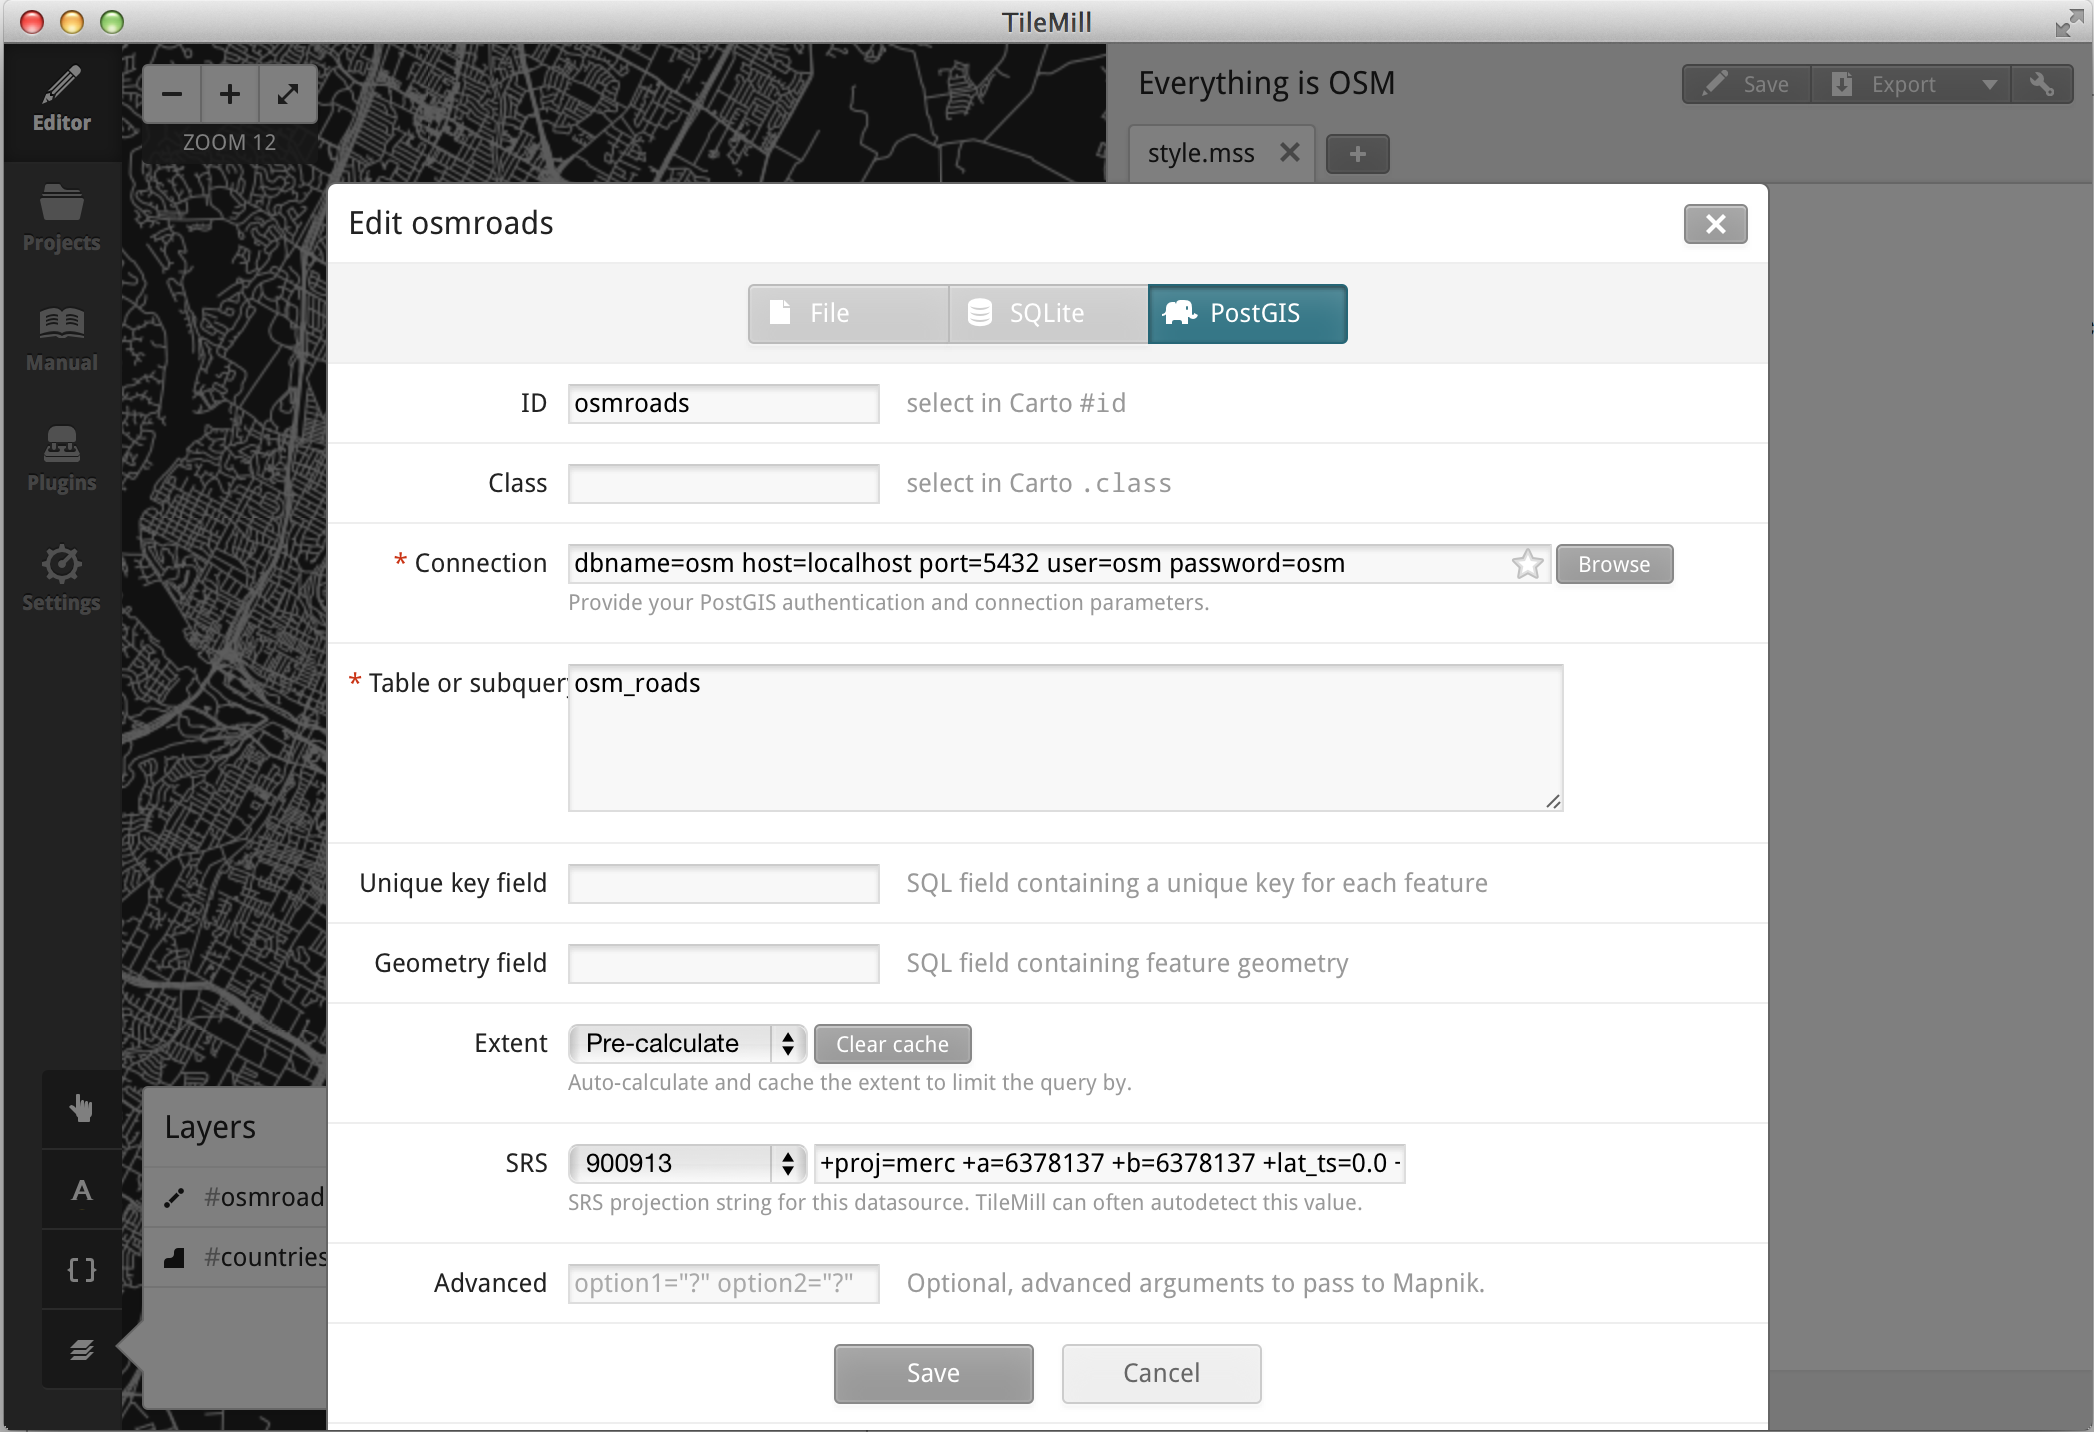 TileMill
Editor
ZOOM 12
Everything is OSM
Save
Export
style.mss
Projects
Manual
Plugins
Settings
Edit osmroads
File
SQLite
PostGIS
ID
osmroads
select in Carto #id
Class
select in Carto .class
* Connection
dbname=osm host=localhost port=5432 user=osm password=osm
Browse
Provide your PostGIS authentication and connection parameters.
* Table or subquery
osm_roads
Unique key field
SQL field containing a unique key for each feature
Geometry field
SQL field containing feature geometry
Extent
Pre-calculate
Clear cache
Auto-calculate and cache the extent to limit the query by.
SRS
900913
+proj=merc +a=6378137 +b=6378137 +lat_ts=0.0
SRS projection string for this datasource. TileMill can often autodetect this value.
Advanced
option1="?" option2="?"
Optional, advanced arguments to pass to Mapnik.
Save
Cancel
Layers
#osmroad
#countries
A
{}